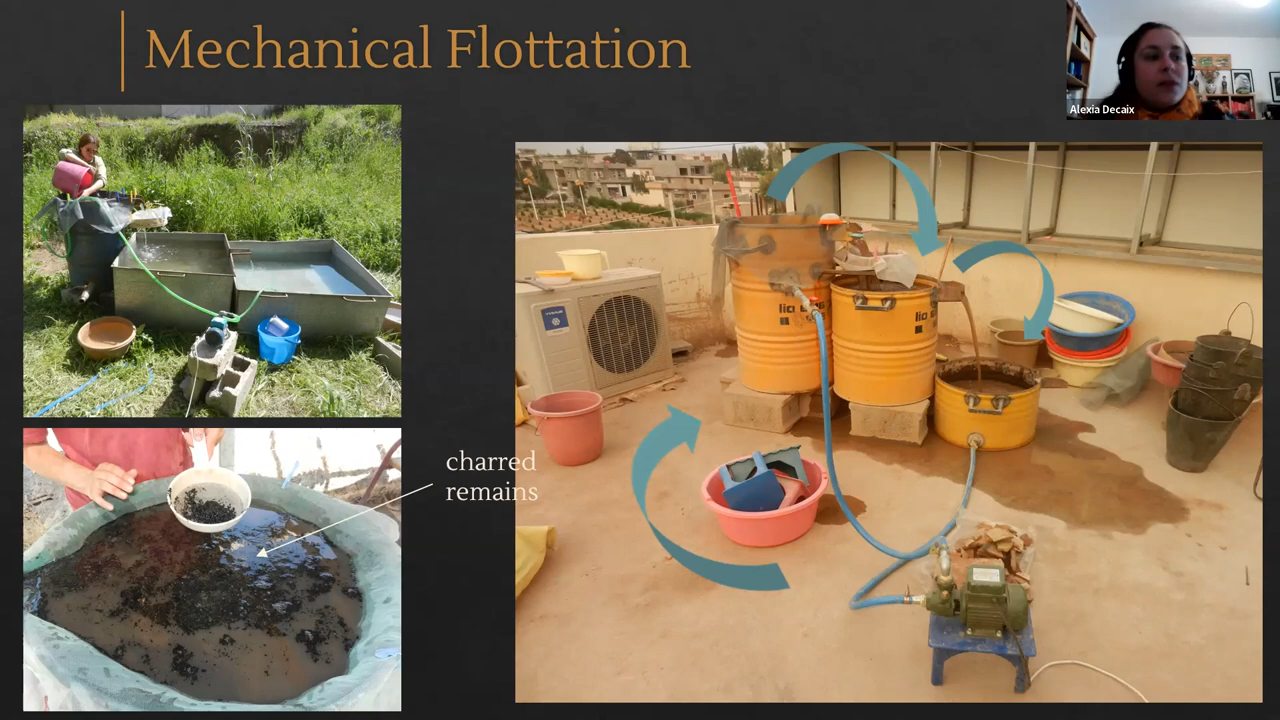 Mechanical Flottation
Alexia Decaix
charred
remains